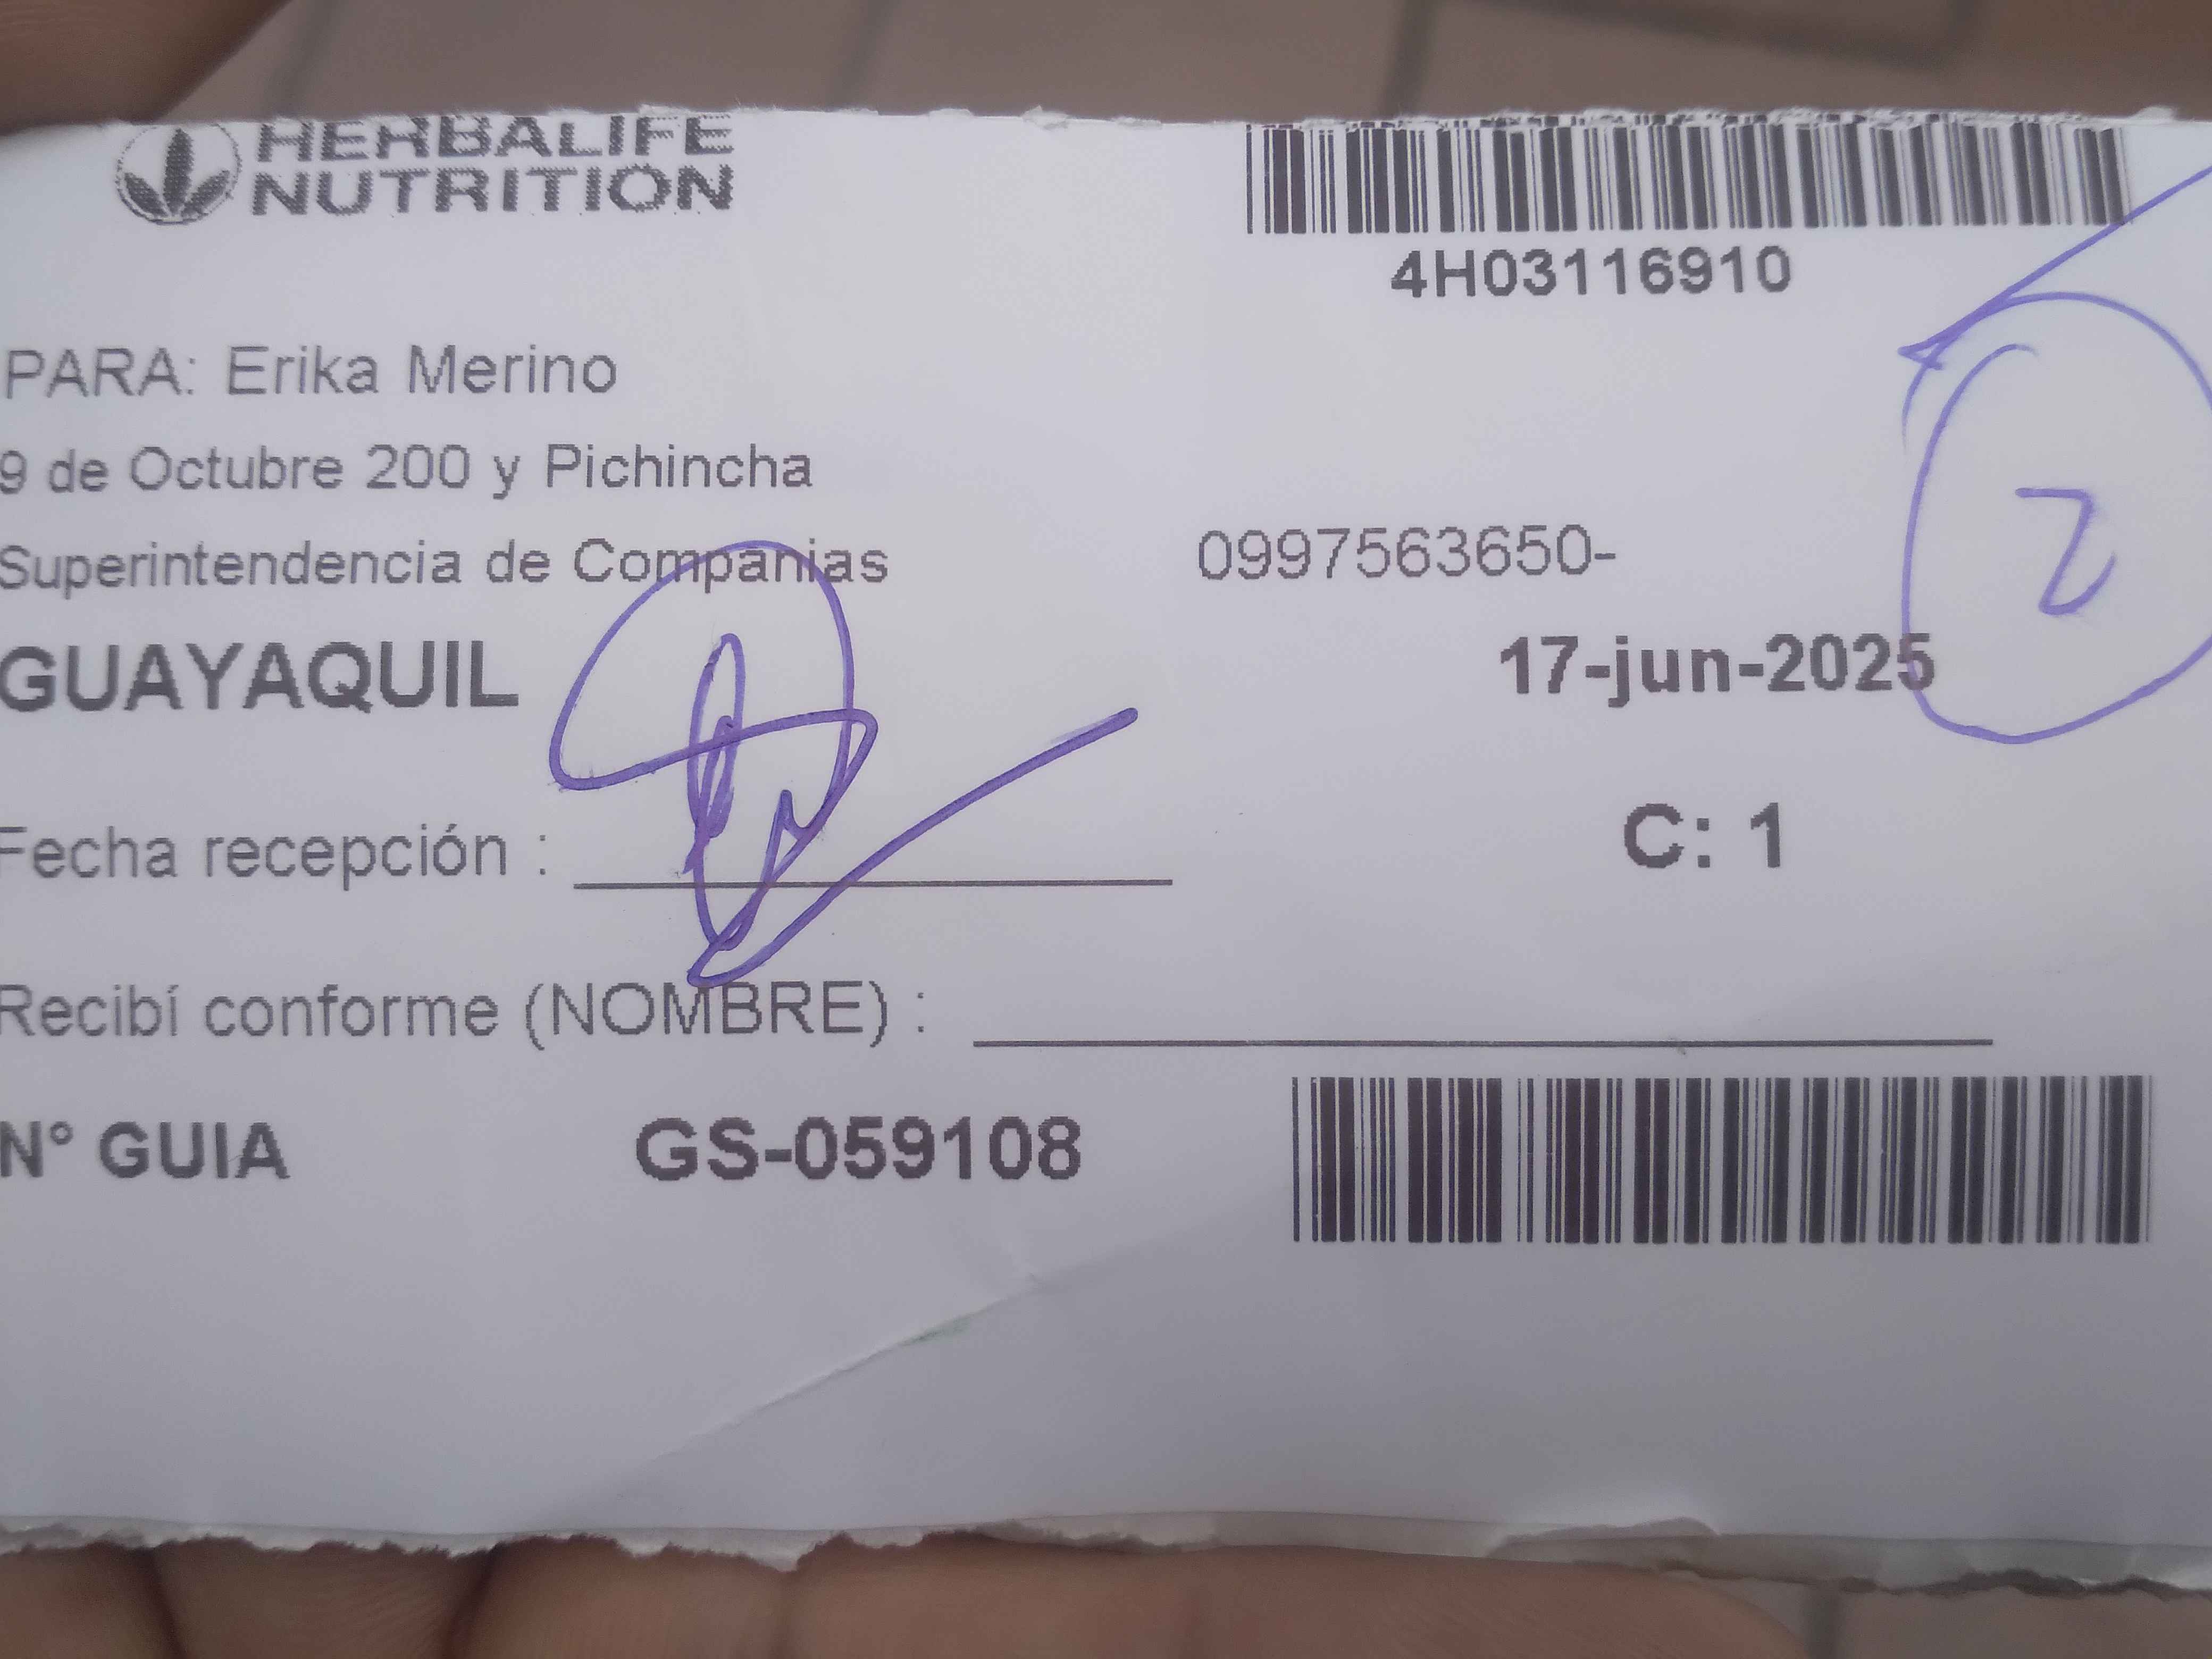 HERBALIFE
NUTRITION
4H03116910
PARA: Erika Merino
9 de Octubre 200 y Pichincha
Superintendencia de Companias 0997563650-
GUAYAQUIL 17-jun-2025
2
C: 1
Fecha recepción :
Recibí conforme (NOMBRE) :
N° GUIA GS-059108